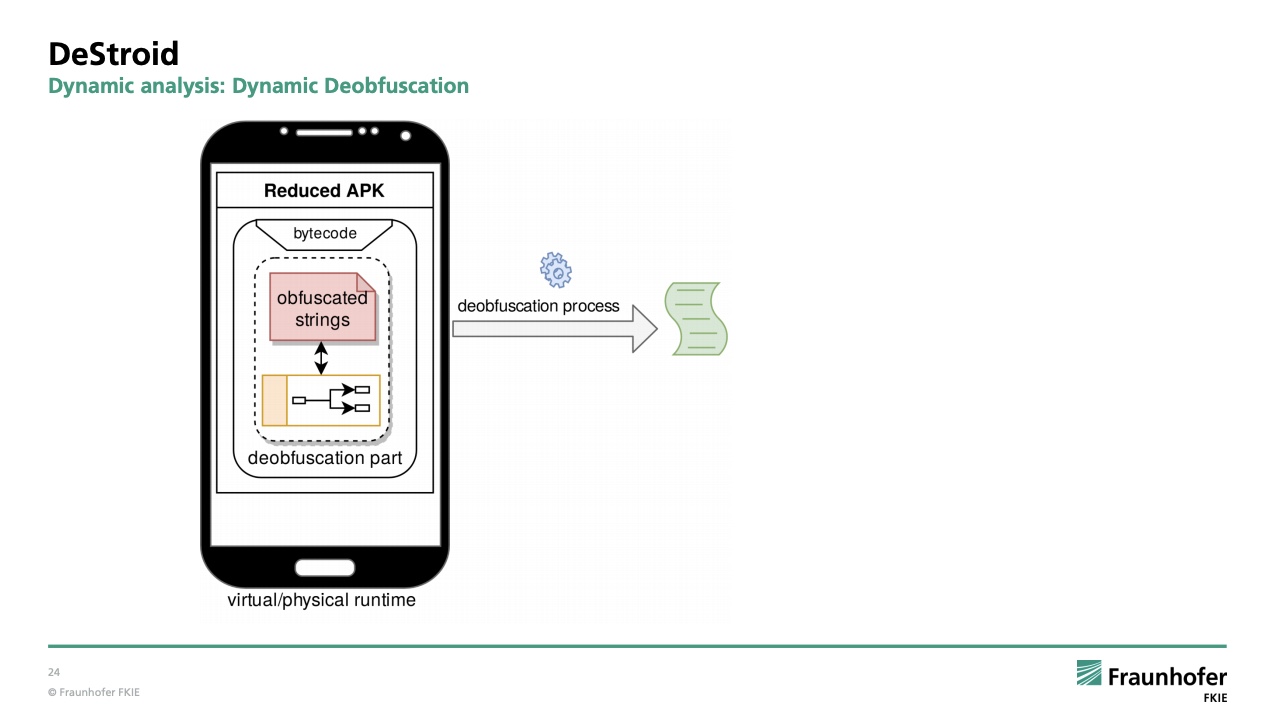 DeStroid
Dynamic analysis: Dynamic Deobfuscation
Reduced APK
bytecode
obfuscated
strings
deobfuscation part
deobfuscation process
virtual/physical runtime
24
© Fraunhofer FKIE
Fraunhofer
FKIE